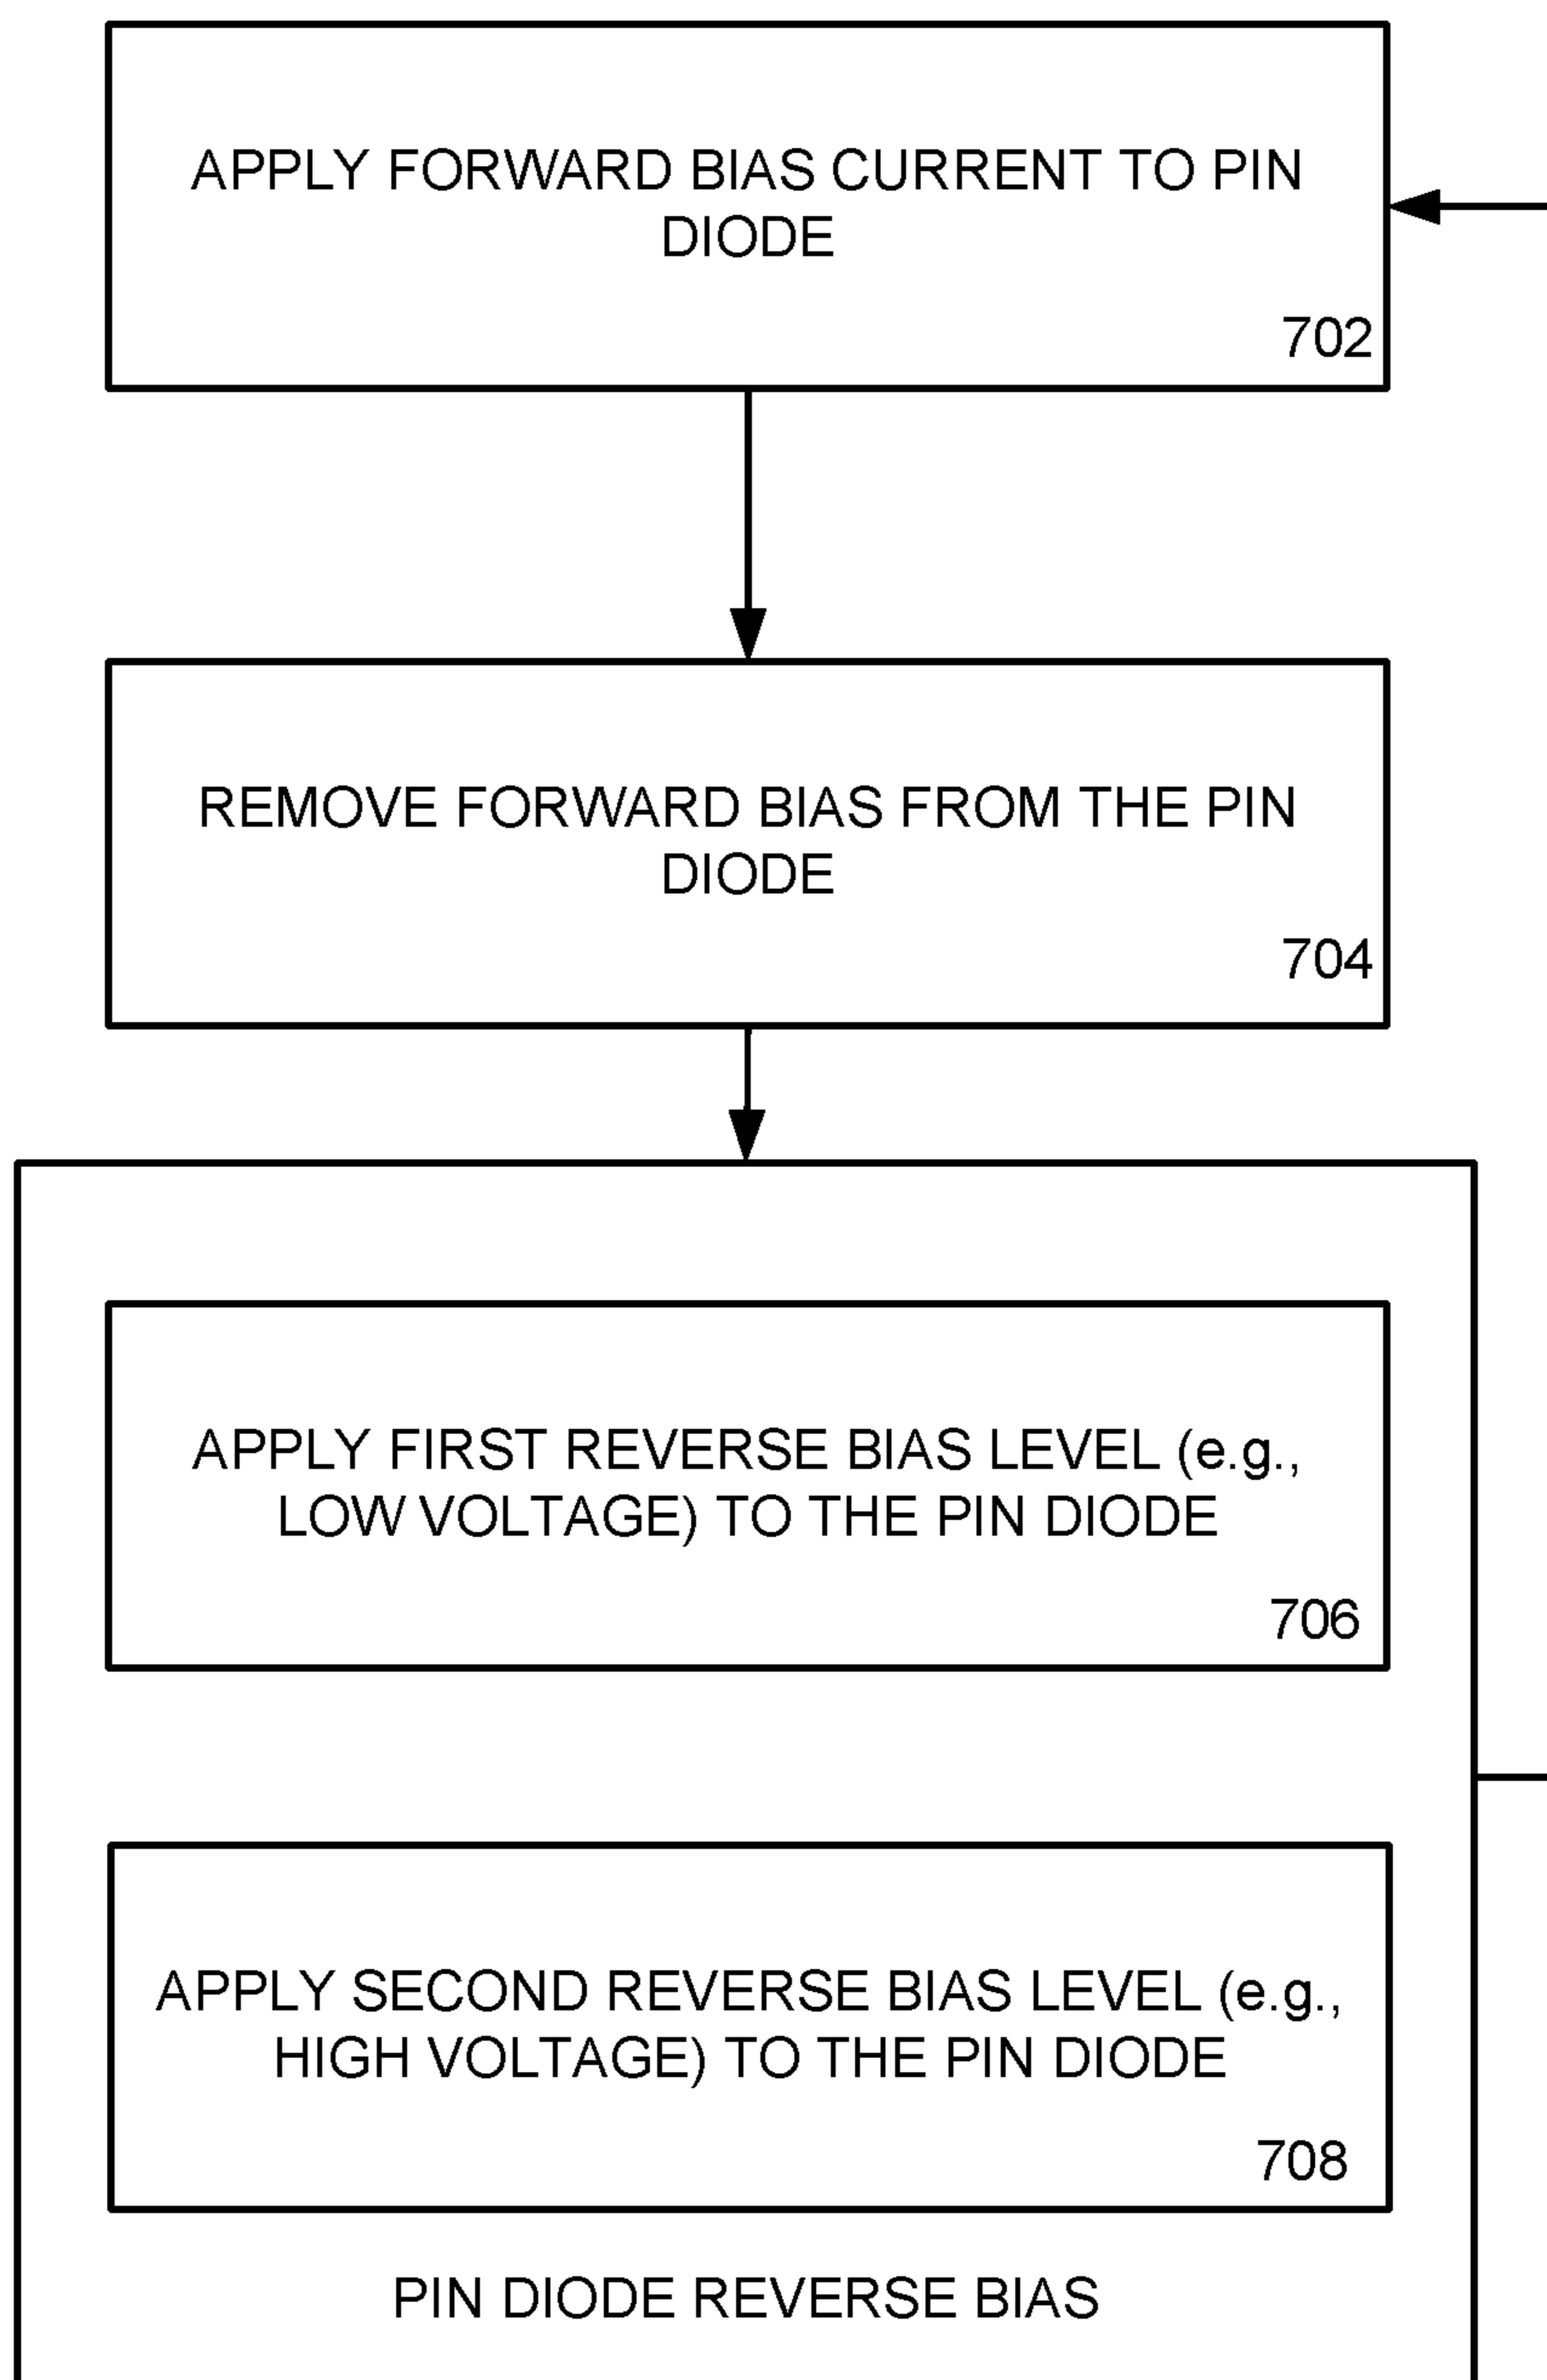 APPLY FORWARD BIAS CURRENT TO PIN
DIODE
702
REMOVE FORWARD BIAS FROM THE PIN
DIODE
704
APPLY FIRST REVERSE BIAS LEVEL (e.g.,
LOW VOLTAGE) TO THE PIN DIODE
706
APPLY SECOND REVERSE BIAS LEVEL (e.g.,
HIGH VOLTAGE) TO THE PIN DIODE
708
PIN DIODE REVERSE BIAS